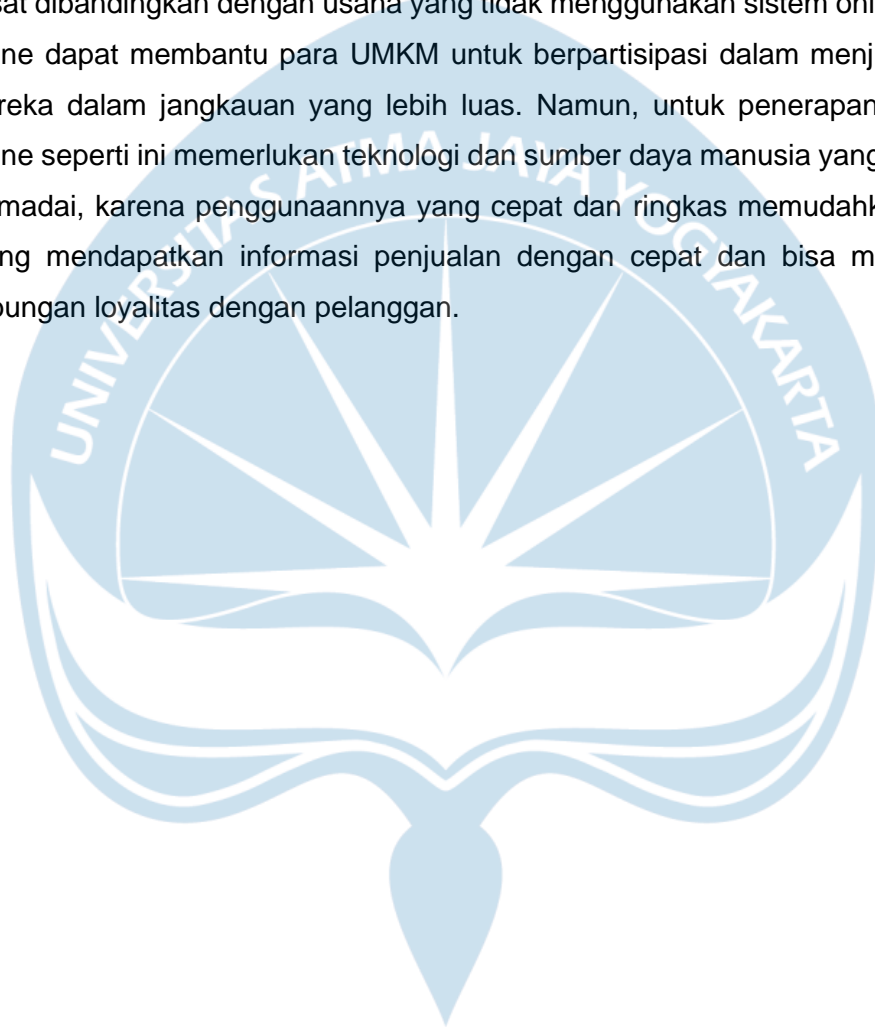 sat dibandingkan dengan usaha yang tidak menggunakan sistem onl
ne dapat membantu para UMKM untuk berpartisipasi dalam menj
reka dalam jangkauan yang lebih luas. Namun, untuk penerapan
ne seperti ini memerlukan teknologi dan sumber daya manusia yang
madai, karena penggunaannya yang cepat dan ringkas memudahk
ng mendapatkan informasi penjualan dengan cepat dan bisa m
bungan loyalitas dengan pelanggan.
UNIVERSITAS ATMA JAYA YOGYAKARTA